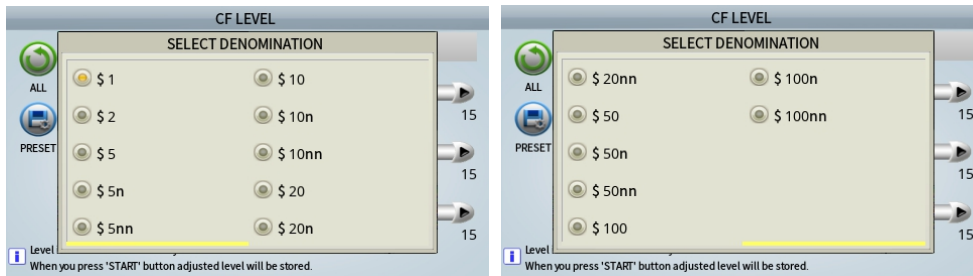 CF LEVEL
SELECT DENOMINATION
ALL
PRESET
$ 1
$ 2
$ 5
$ 5n
$ 5nn
$ 10
$ 10n
$ 10nn
$ 20
$ 20n
15
15
15
Level
When you press 'START' button adjusted level will be stored.
CF LEVEL
SELECT DENOMINATION
ALL
PRESET
$ 20nn
$ 50
$ 50n
$ 50nn
$ 100
$ 100n
$ 100nn
15
15
15
Level
When you press 'START' button adjusted level will be stored.